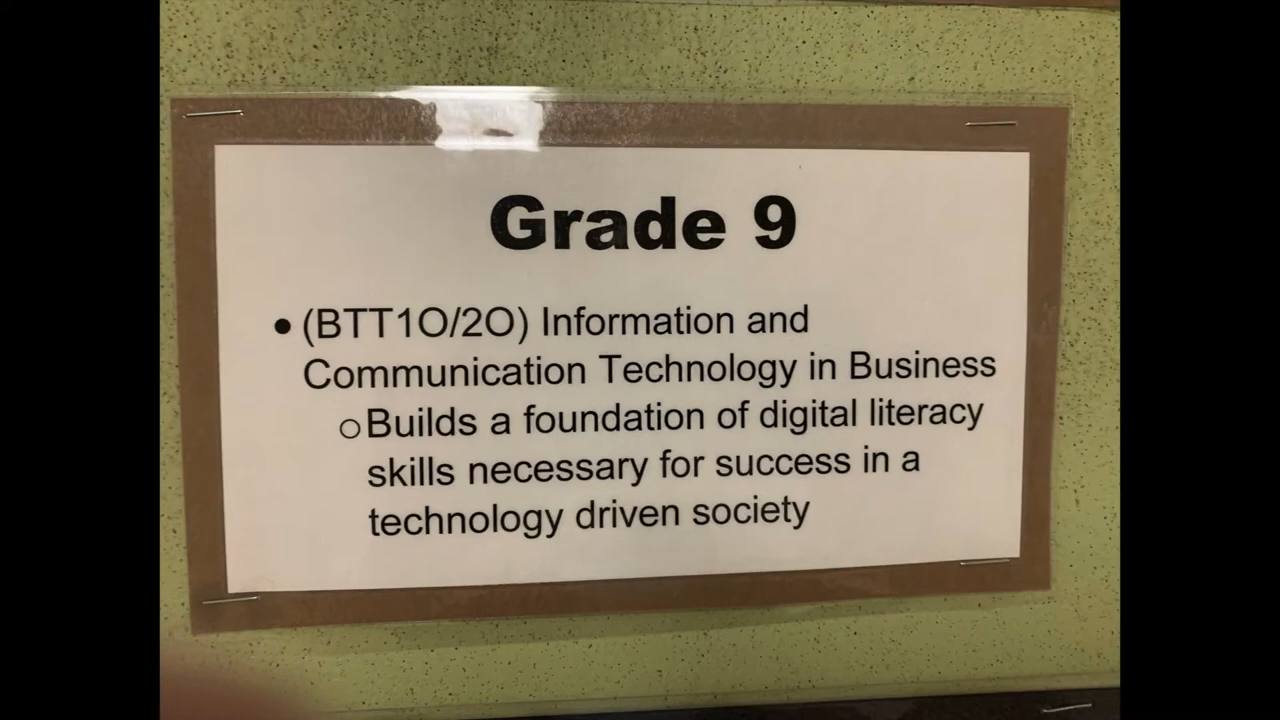 Grade 9
• (BTT1O/2O) Information and
Communication Technology in Business
○ Builds a foundation of digital literacy
skills necessary for success in a
technology driven society